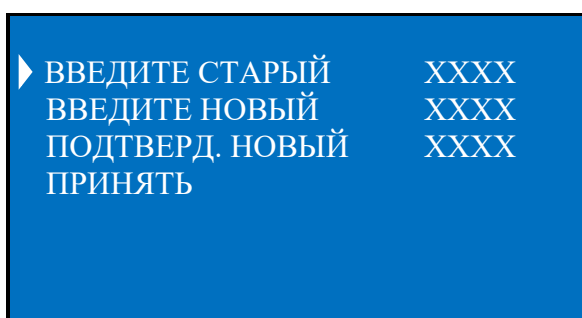 ВВЕДИТЕ СТАРЫЙ XXXX
ВВЕДИТЕ НОВЫЙ XXXX
ПОДТВЕРД. НОВЫЙ XXXX
ПРИНЯТЬ